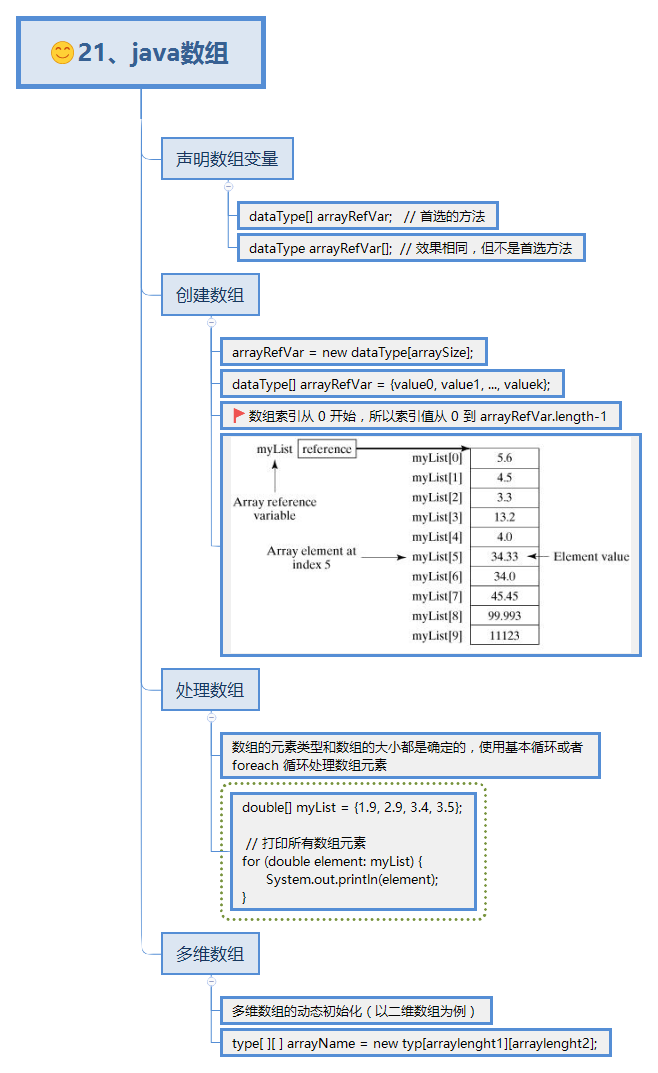 😊21、java数组
声明数组变量
dataType[] arrayRefVar;   // 首选的方法
dataType arrayRefVar[];  // 效果相同，但不是首选方法
创建数组
arrayRefVar = new dataType[arraySize];
dataType[] arrayRefVar = {value0, value1, ..., valuek};
数组索引从 0 开始，所以索引值从 0 到 arrayRefVar.length-1
myList reference
Array reference
variable
Array element at
index 5
myList[0] 5.6
myList[1] 4.5
myList[2] 3.3
myList[3] 13.2
myList[4] 4.0
myList[5] 34.33 Element value
myList[6] 34.0
myList[7] 45.45
myList[8] 99.993
myList[9] 11123
处理数组
数组的元素类型和数组的大小都是确定的，使用基本循环或者
foreach 循环处理数组元素
double[] myList = {1.9, 2.9, 3.4, 3.5};
// 打印所有数组元素
for (double element: myList) {
System.out.println(element);
}
多维数组
多维数组的动态初始化（以二维数组为例）
type[ ][ ] arrayName = new typ[arraylenght1][arraylenght2];